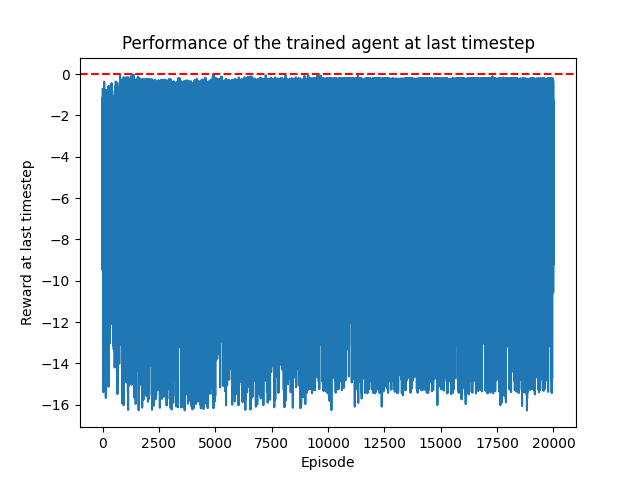 Performance of the trained agent at last timestep
Reward at last timestep
0
−2
−4
−6
−8
−10
−12
−14
−16
0 2500 5000 7500 10000 12500 15000 17500 20000
Episode